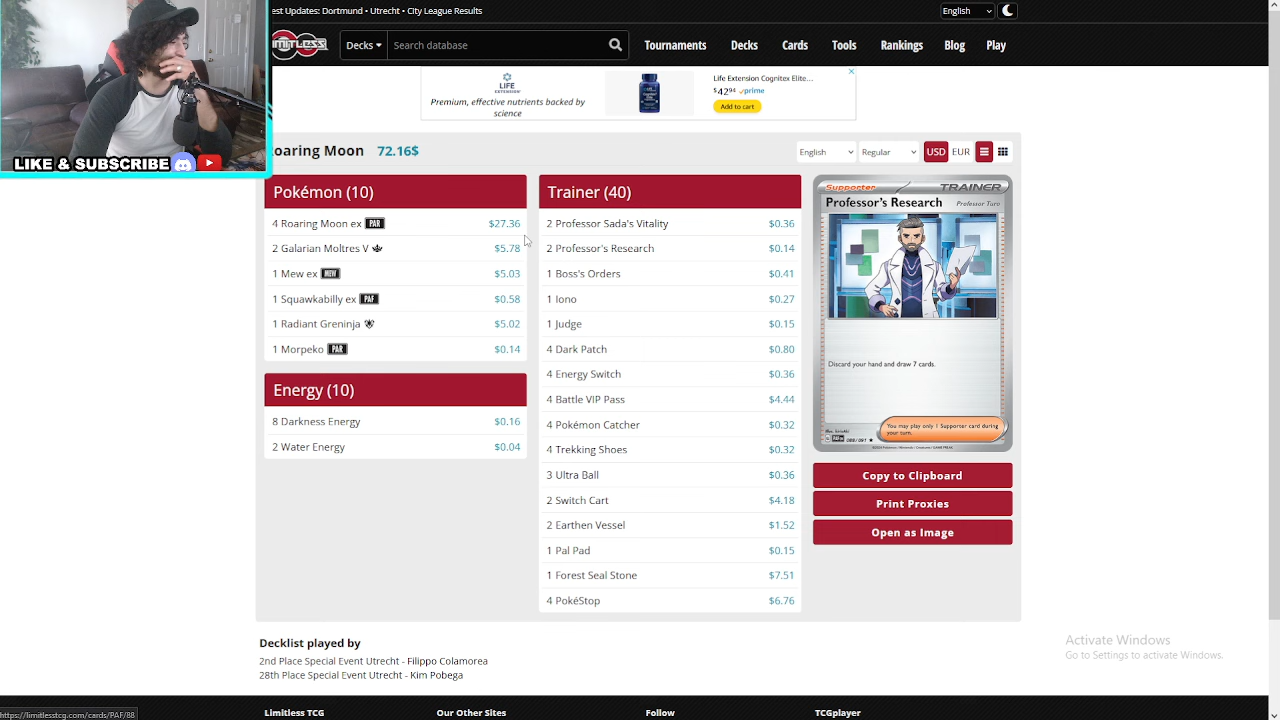 est Updates: Dortmund • Utrecht • City League Results
English
Decks
Search database
Tournaments
Decks
Cards
Tools
Rankings
Blog
Play
LIFE
EXTENSION
Premium, effective nutrients backed by
science
Life Extension Cognitex Elite...
$42⁹⁴ prime
Add to cart
LIKE & SUBSCRIBE
oaring Moon 72.16$
English
Regular
USD
EUR
Pokémon (10)
4 Roaring Moon ex PAR $27.36
2 Galarian Moltres V $5.78
1 Mew ex MEW $5.03
1 Squawkabilly ex PAF $0.58
1 Radiant Greninja $5.02
1 Morpeko PAR $0.14
Energy (10)
8 Darkness Energy $0.16
2 Water Energy $0.04
Trainer (40)
2 Professor Sada's Vitality $0.36
2 Professor's Research $0.14
1 Boss's Orders $0.41
1 Iono $0.27
1 Judge $0.15
4 Dark Patch $0.80
4 Energy Switch $0.36
4 Battle VIP Pass $4.44
4 Pokémon Catcher $0.32
4 Trekking Shoes $0.32
3 Ultra Ball $0.36
2 Switch Cart $4.18
2 Earthen Vessel $1.52
1 Pal Pad $0.15
1 Forest Seal Stone $7.51
4 PokéStop $6.76
Supporter
TRAINER
Professor's Research Professor Turo
Discard your hand and draw 7 cards.
You may play only 1 Supporter card during
your turn.
Copy to Clipboard
Print Proxies
Open as Image
Decklist played by
2nd Place Special Event Utrecht - Filippo Colamorea
28th Place Special Event Utrecht - Kim Pobega
Activate Windows
Go to Settings to activate Windows.
https://limitlesstcg.com/cards/PAF/88
Limitless TCG
Our Other Sites
Follow
TCGplayer